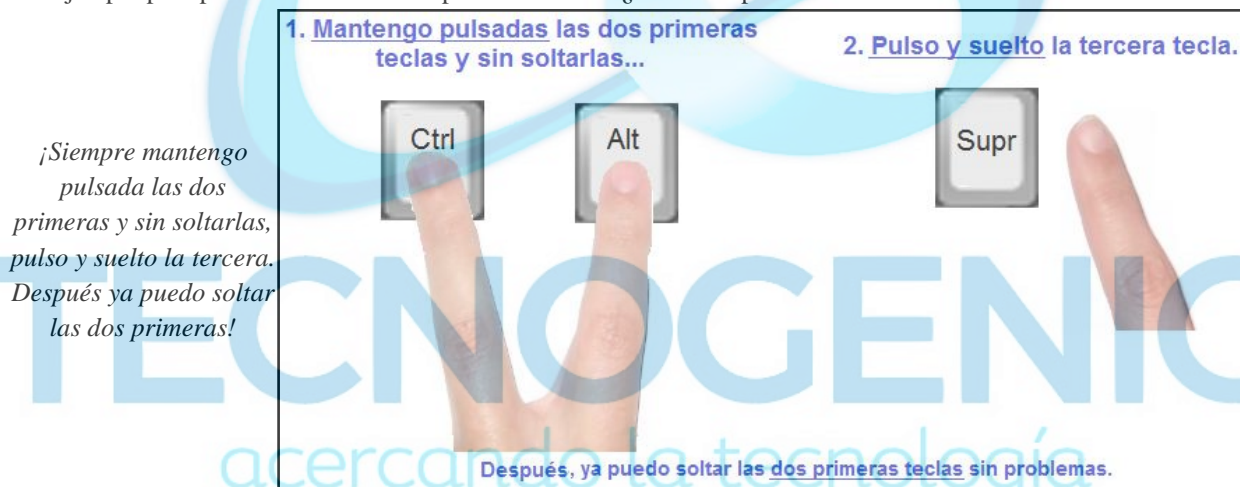 1. Mantengo pulsadas las dos primeras
teclas y sin soltarlas...
2. Pulso y suelto la tercera tecla.
Ctrl
Alt
Supr
¡Siempre mantengo
pulsada las dos
primeras y sin soltarlas,
pulso y suelto la tercera.
Después ya puedo soltar
las dos primeras!
TECNOGENIO
acercando la tecnología
Después, ya puedo soltar las dos primeras teclas sin problemas.